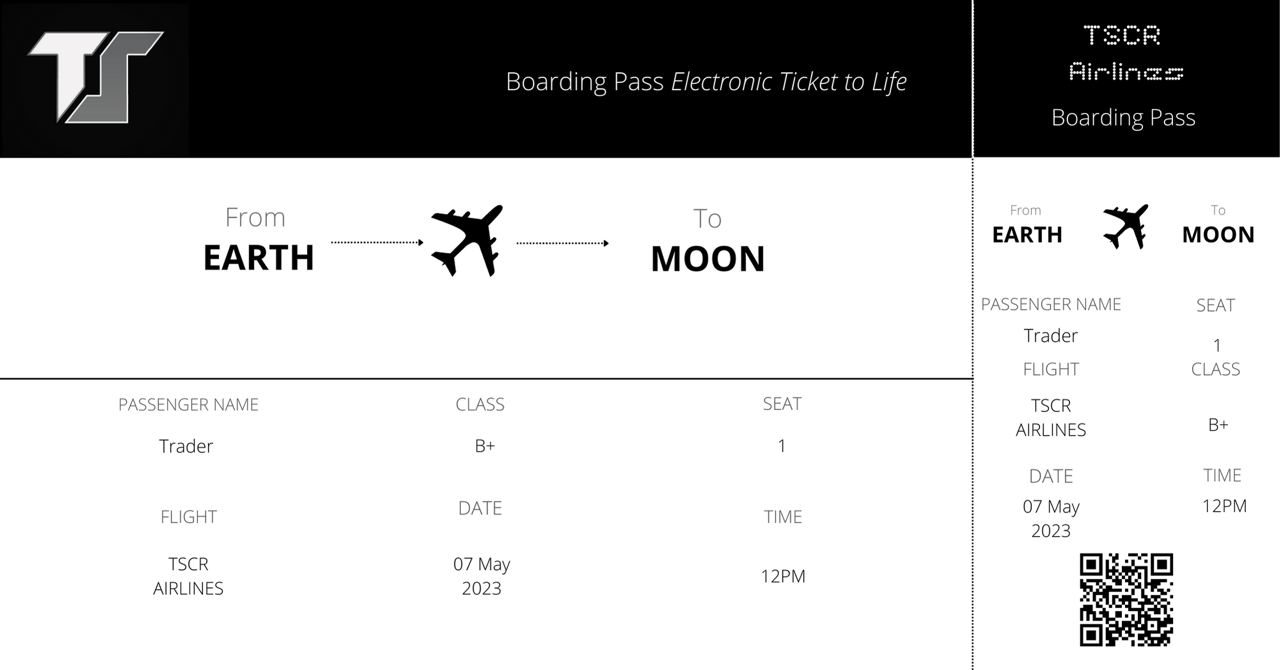 TS
Boarding Pass Electronic Ticket to Life
From
EARTH
To
MOON
PASSENGER NAME
CLASS
SEAT
Trader
B+
1
FLIGHT
DATE
TIME
TSCR
AIRLINES
07 May
2023
12PM
TSCR
Airlines
Boarding Pass
From
EARTH
To
MOON
PASSENGER NAME
SEAT
Trader
1
FLIGHT
CLASS
TSCR
AIRLINES
B+
DATE
TIME
07 May
2023
12PM